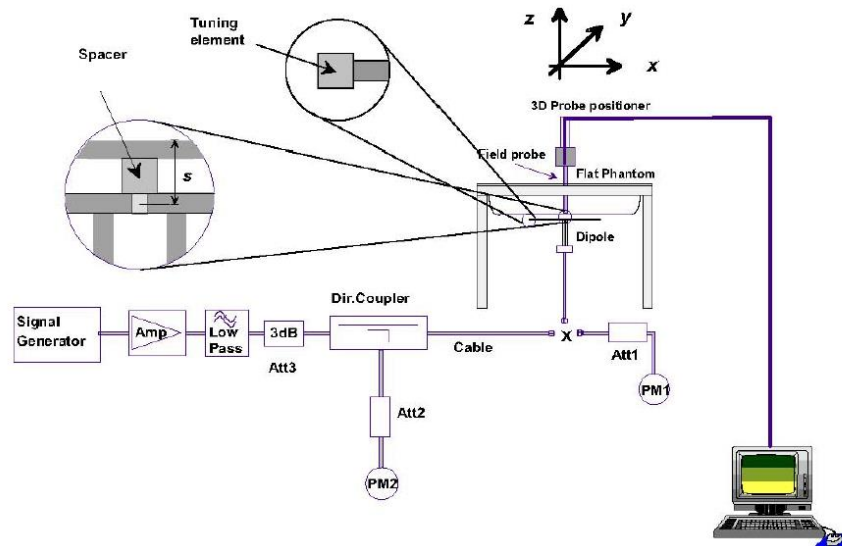 Tuning
element
Spacer
s
z
y
x
3D Probe positioner
Field probe
Flat Phantom
Dipole
Signal
Generator
Amp
Low
Pass
3dB
Att3
Dir.Coupler
Cable
X
Att1
PM1
Att2
PM2